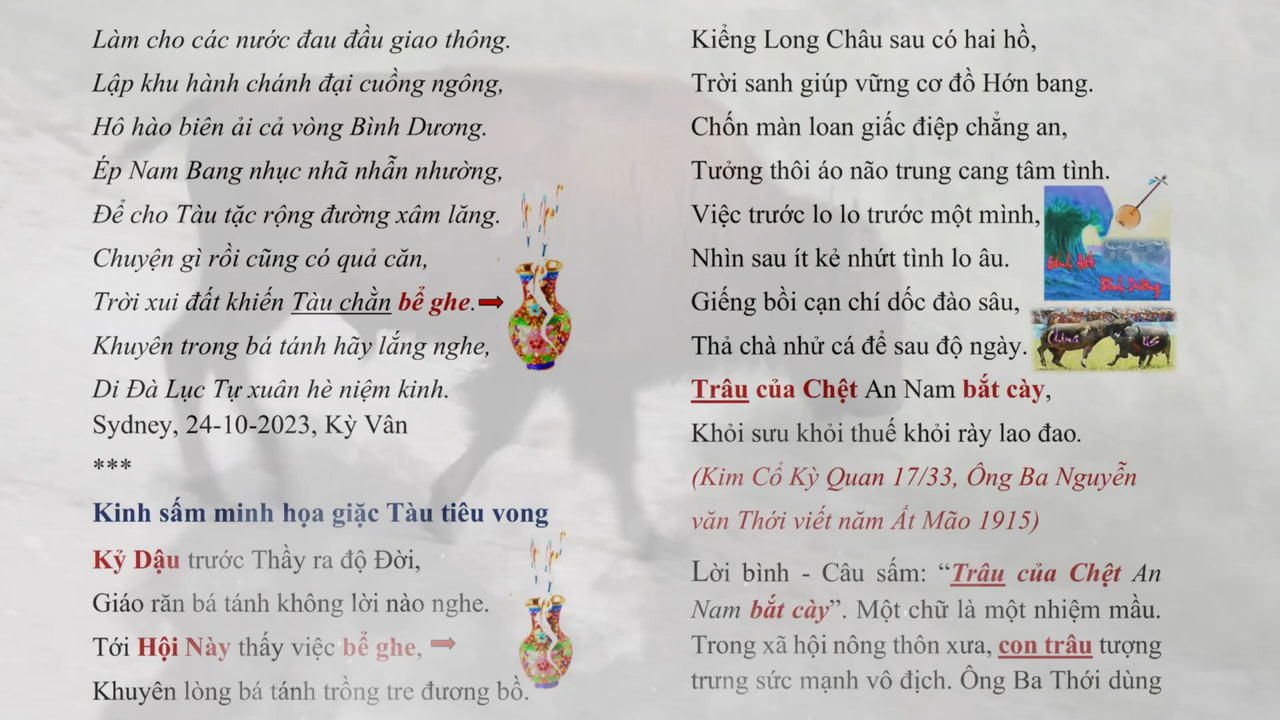 Làm cho các nước đau đầu giao thông.
Lập khu hành chánh đại cuồng ngông,
Hô hào biên ải cả vòng Bình Dương.
Ép Nam Bang nhục nhã nhẫn nhường,
Để cho Tàu tặc rộng đường xâm lăng.
Chuyện gì rồi cũng có quả căn,
Trời xui đất khiến Tàu chằn bể ghe.
Khuyên trong bá tánh hãy lắng nghe,
Di Đà Lục Tự xuân hè niệm kinh.
Sydney, 24-10-2023, Kỳ Vân
***
Kinh sấm minh họa giặc Tàu tiêu vong
Kỷ Dậu trước Thầy ra độ Đời,
Giáo răn bá tánh không lời nào nghe.
Tới Hội Này thấy việc bể ghe,
Khuyên lòng bá tánh trồng tre đương bồ.
Kiểng Long Châu sau có hai hồ,
Trời sanh giúp vững cơ đồ Hớn bang.
Chốn màn loan giấc điệp chẳng an,
Tưởng thôi áo não trung cang tâm tình.
Việc trước lo lo trước một mình,
Nhìn sau ít kẻ nhứt tình lo âu.
Giếng bồi cạn chí dốc đào sâu,
Thả chà nhử cá để sau độ ngày.
Trâu của Chệt An Nam bắt cày,
Khỏi sưu khỏi thuế khỏi rày lao đao.
(Kim Cổ Kỳ Quan 17/33, Ông Ba Nguyễn
văn Thới viết năm Ất Mão 1915)
Lời bình - Câu sấm: “Trâu của Chệt An
Nam bắt cày”. Một chữ là một nhiệm mầu.
Trong xã hội nông thôn xưa, con trâu tượng
trưng sức mạnh vô địch. Ông Ba Thới dùng
Bình Dương
China
US